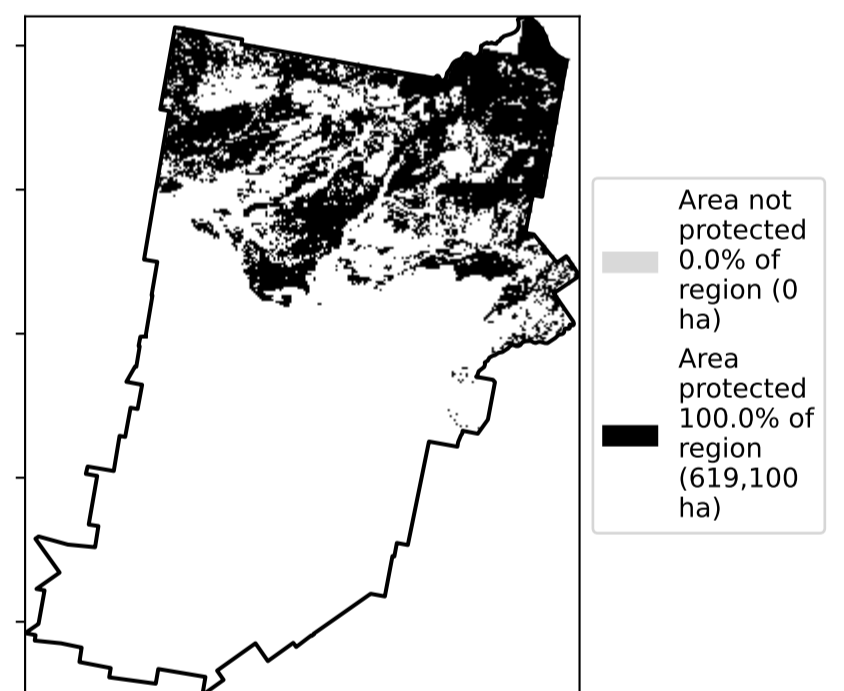 Area not
protected
0.0% of
region (0
ha)
Area
protected
100.0% of
region
(619,100
ha)